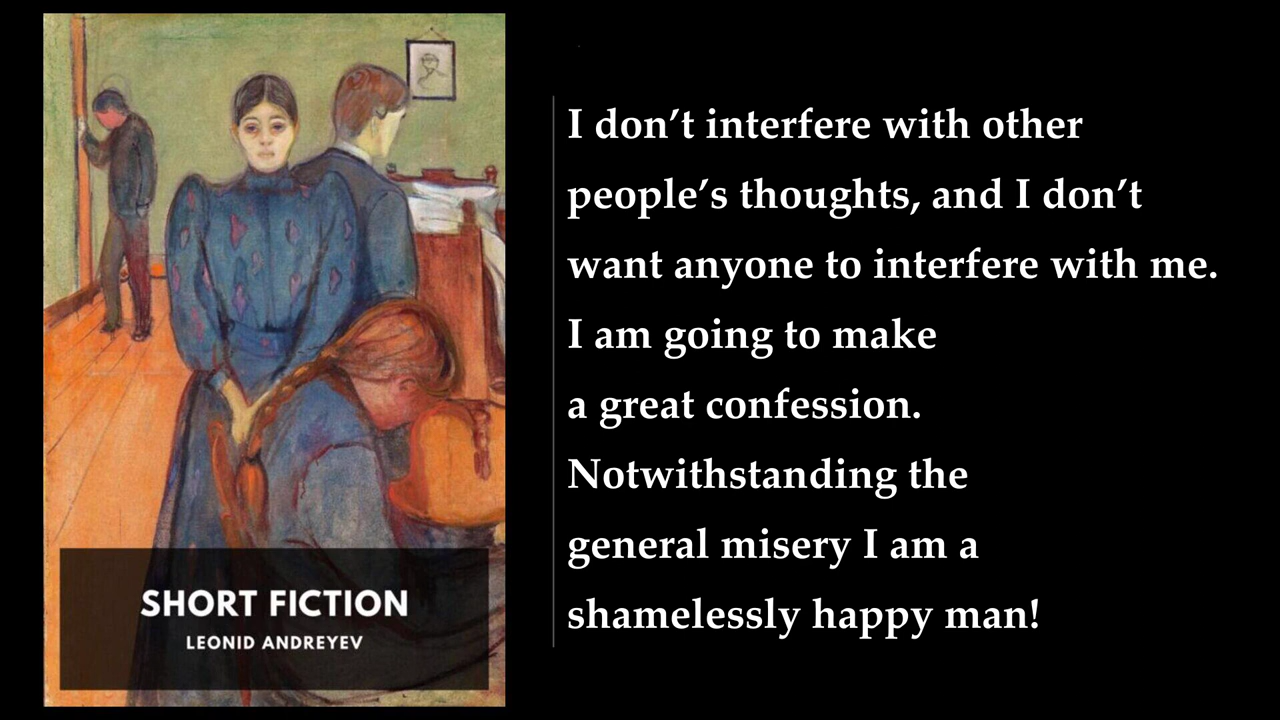 SHORT FICTION
LEONID ANDREYEV
I don’t interfere with other
people’s thoughts, and I don’t
want anyone to interfere with me.
I am going to make
a great confession.
Notwithstanding the
general misery I am a
shamelessly happy man!